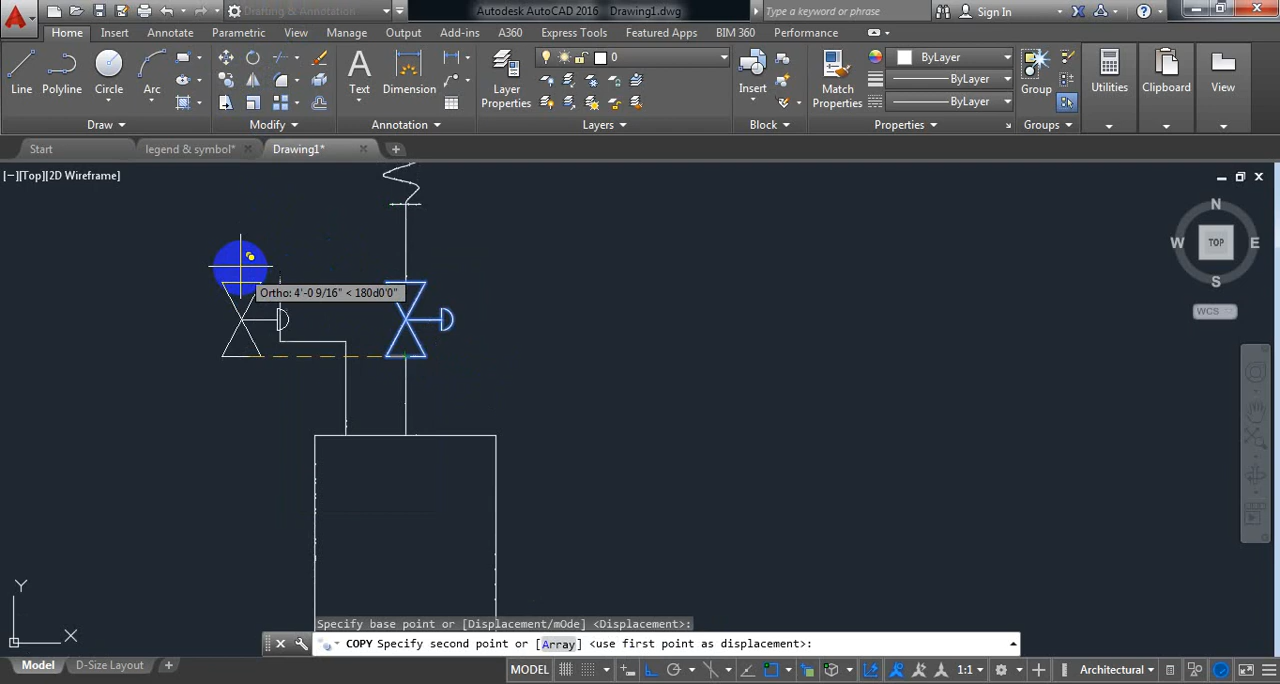 Drafting & Annotation
Autodesk AutoCAD 2016 Drawing1.dwg
Type a keyword or phrase
Sign In
Home
Insert
Annotate
Parametric
View
Manage
Output
Add-ins
A360
Express Tools
Featured Apps
BIM 360
Performance
Line
Polyline
Circle
Arc
Draw
Modify
Text
Dimension
Annotation
Layer Properties
0
Layers
Insert
Block
Match Properties
ByLayer
ByLayer
ByLayer
Properties
Group
Groups
Utilities
Clipboard
View
Start
legend & symbol*
Drawing1*
[−][Top][2D Wireframe]
N
W
TOP
E
S
WCS
Ortho: 4'-0 9/16" < 180d0'0"
Y
X
Specify base point or [Displacement/mOde] <Displacement>:
COPY Specify second point or [Array] <use first point as displacement>:
Model
D-Size Layout
MODEL
1:1
Architectural